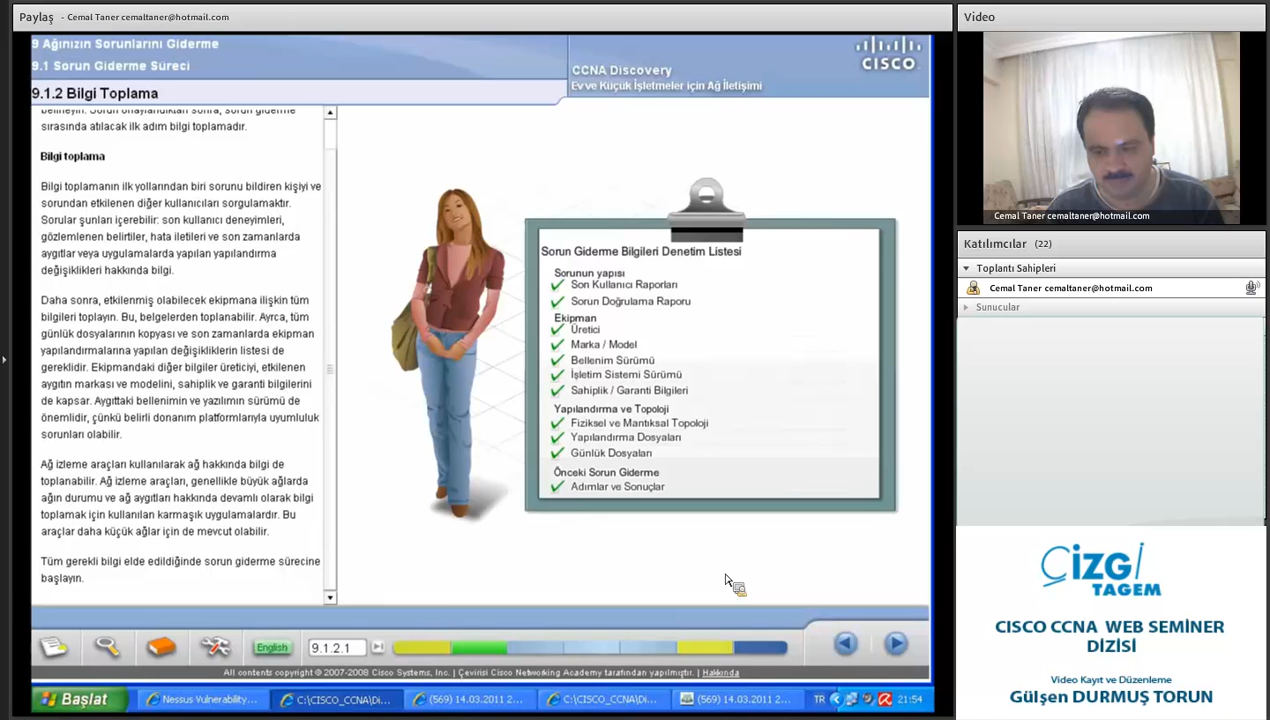 Paylaş - Cemal Taner cemaltaner@hotmail.com
9 Ağınızın Sorunlarını Giderme
9.1 Sorun Giderme Süreci
9.1.2 Bilgi Toplama
CCNA Discovery
Ev ve Küçük İşletmeler için Ağ İletişimi
CISCO
sırasında atılacak ilk adım bilgi toplamadır.
Bilgi toplama
Bilgi toplamanın ilk yollarından biri sorunu bildiren kişiyi ve
sorundan etkilenen diğer kullanıcıları sorgulamaktır.
Sorular şunları içerebilir: son kullanıcı deneyimleri,
gözlemlenen belirtiler, hata iletileri ve son zamanlarda
aygıtlar veya uygulamalarda yapılan yapılandırma
değişiklikleri hakkında bilgi.
Daha sonra, etkilenmiş olabilecek ekipmana ilişkin tüm
bilgileri toplayın. Bu, belgelerden toplanabilir. Ayrıca, tüm
günlük dosyalarının kopyası ve son zamanlarda ekipman
yapılandırmalarına yapılan değişikliklerin listesi de
gereklidir. Ekipmandaki diğer bilgiler üreticiyi, etkilenen
aygıtın markası ve modelini, sahiplik ve garanti bilgilerini
de kapsar. Aygıttaki bellenimin ve yazılımın sürümü de
önemlidir, çünkü belirli donanım platformlarıyla uyumluluk
sorunları olabilir.
Ağ izleme araçları kullanılarak ağ hakkında bilgi de
toplanabilir. Ağ izleme araçları, genellikle büyük ağlarda
ağın durumu ve ağ aygıtları hakkında devamlı olarak bilgi
toplamak için kullanılan karmaşık uygulamalardır. Bu
araçlar daha küçük ağlar için de mevcut olabilir.
Tüm gerekli bilgi elde edildiğinde sorun giderme sürecine
başlayın.
Sorun Giderme Bilgileri Denetim Listesi
Sorunun yapısı
Son Kullanıcı Raporları
Sorun Doğrulama Raporu
Ekipman
Üretici
Marka / Model
Bellenim Sürümü
İşletim Sistemi Sürümü
Sahiplik / Garanti Bilgileri
Yapılandırma ve Topoloji
Fiziksel ve Mantıksal Topoloji
Yapılandırma Dosyaları
Günlük Dosyaları
Önceki Sorun Giderme
Adımlar ve Sonuçlar
English
9.1.2.1
All contents copyright © 2007-2008 Cisco Systems, Inc. | Çevirisi Cisco Networking Academy tarafından yapılmıştır. | Hakkında
Başlat
Nessus Vulnerability...
C:\CISCO_CCNA\Di...
(569) 14.03.2011 2...
C:\CISCO_CCNA\Di...
(569) 14.03.2011 2...
TR
21:54
Video
Cemal Taner cemaltaner@hotmail.com
Katılımcılar (22)
Toplantı Sahipleri
Cemal Taner cemaltaner@hotmail.com
Sunucular
ÇİZGİ
TAGEM
CISCO CCNA WEB SEMİNER
DİZİSİ
Video Kayıt ve Düzenleme
Gülşen DURMUŞ TORUN